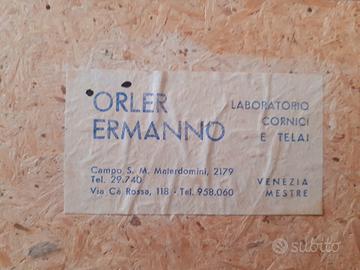 ORLER
ERMANNO
LABORATORIO
CORNICI
E TELAI
Campo S. M. Materdomini, 2179
Tel. 29.740
Via Cà Rossa, 118 - Tel. 958.060
VENEZIA
MESTRE
subito